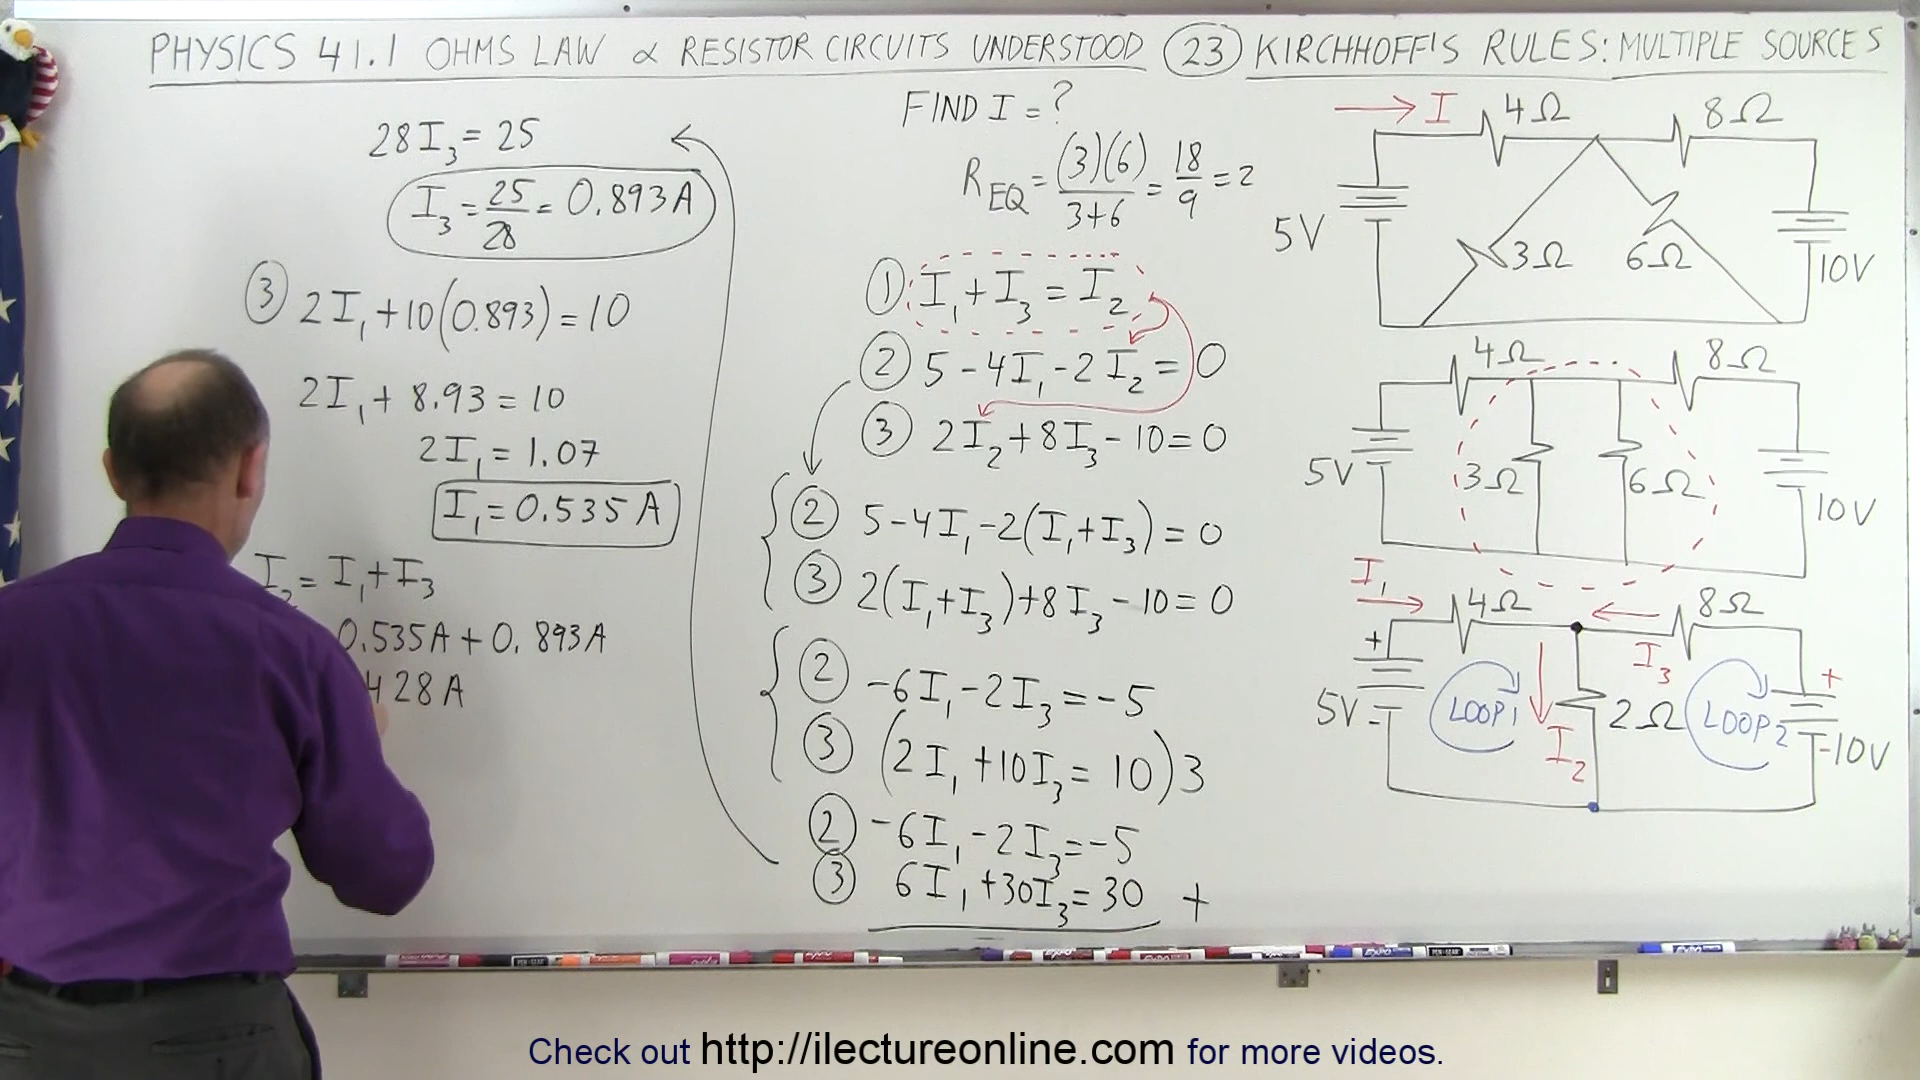 PHYSICS 41.1 OHMS LAW & RESISTOR CIRCUITS UNDERSTOOD (23) KIRCHHOFF'S RULES: MULTIPLE SOURCES
28I₃ = 25
I₃ = 25/28 = 0.893A
③ 2I₁ + 10(0.893) = 10
2I₁ + 8.93 = 10
2I₁ = 1.07
I₁ = 0.535 A
I₂ = I₁ + I₃
0.535A + 0.893A
428 A
FIND I = ?
R_EQ = (3)(6)/3+6 = 18/9 = 2
① I₁ + I₃ = I₂
② 5 - 4I₁ - 2I₂ = 0
③ 2I₂ + 8I₃ - 10 = 0
② 5 - 4I₁ - 2(I₁ + I₃) = 0
③ 2(I₁ + I₃) + 8I₃ - 10 = 0
② -6I₁ - 2I₃ = -5
③ (2I₁ + 10I₃ = 10)3
② -6I₁ - 2I₃ = -5
③ 6I₁ + 30I₃ = 30 +
I 4Ω 8Ω
5V 3Ω 6Ω 10V
4Ω 8Ω
5V 3Ω 6Ω 10V
I₁ 4Ω 8Ω
+ I₃ +
5V - LOOP 1 I₂ 2Ω LOOP 2 - 10V
Check out http://ilectureonline.com for more videos.